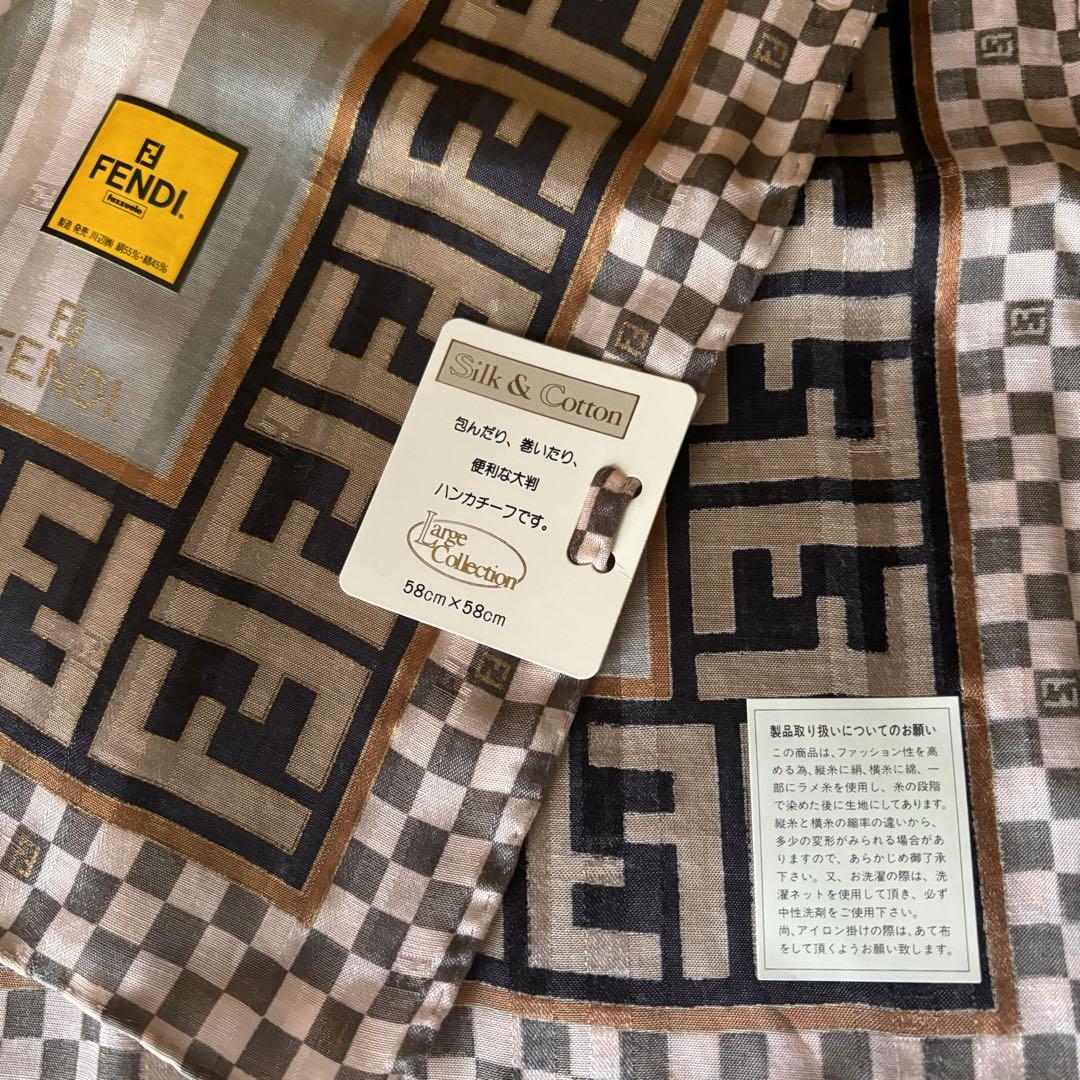 FENDI
fazzuolo
製造 発売 川辺㈱ 絹55%・綿45%
FENDI
Silk & Cotton
包んだり、巻いたり、
便利な大判
ハンカチーフです。
Large
Collection
58cm×58cm
製品取り扱いについてのお願い
この商品は、ファッション性を高
める為、縦糸に絹、横糸に綿、一
部にラメ糸を使用し、糸の段階
で染めた後に生地にしてあります。
縦糸と横糸の縮率の違いから、
多少の変形がみられる場合があ
りますので、あらかじめ御了承
下さい。又、お洗濯の際は、洗
濯ネットを使用して頂き、必ず
中性洗剤をご使用下さい。
尚、アイロン掛けの際は、あて布
をして頂くようお願い致します。